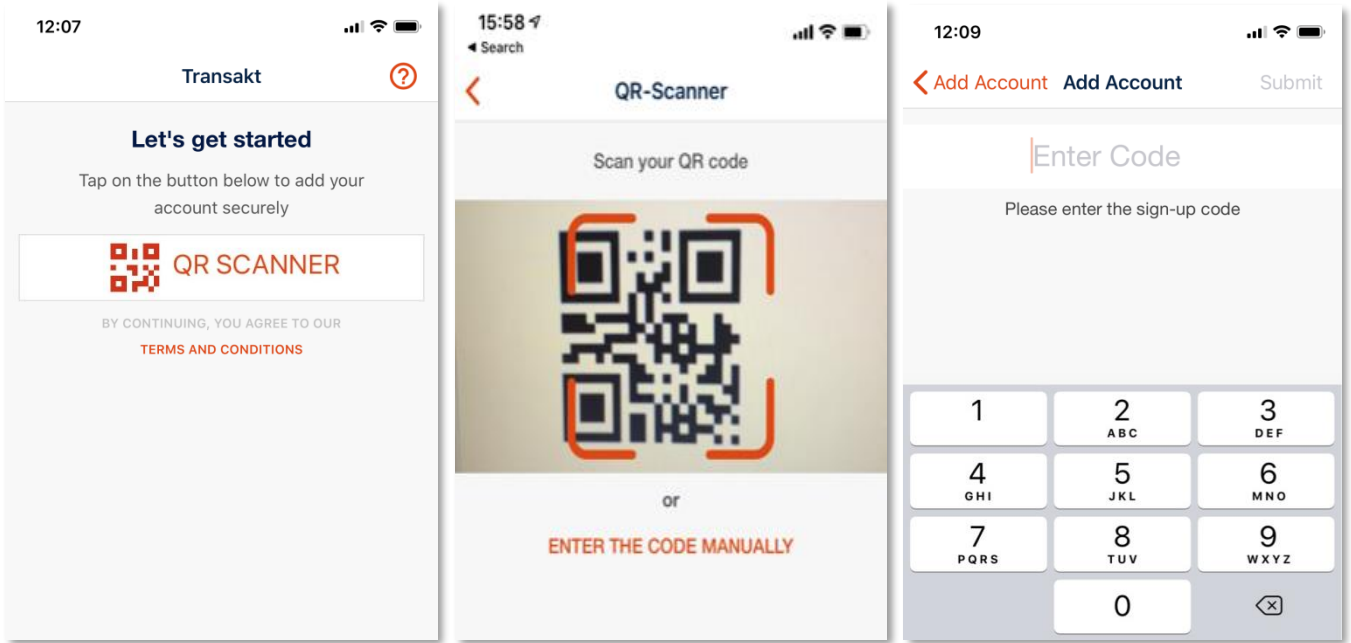 12:07
Transakt
?
Let's get started
Tap on the button below to add your
account securely
QR SCANNER
BY CONTINUING, YOU AGREE TO OUR
TERMS AND CONDITIONS
15:58
◀ Search
QR-Scanner
Scan your QR code
or
ENTER THE CODE MANUALLY
12:09
Add Account Add Account Submit
Enter Code
Please enter the sign-up code
1 2 3
ABC DEF
4 5 6
GHI JKL MNO
7 8 9
PQRS TUV WXYZ
0